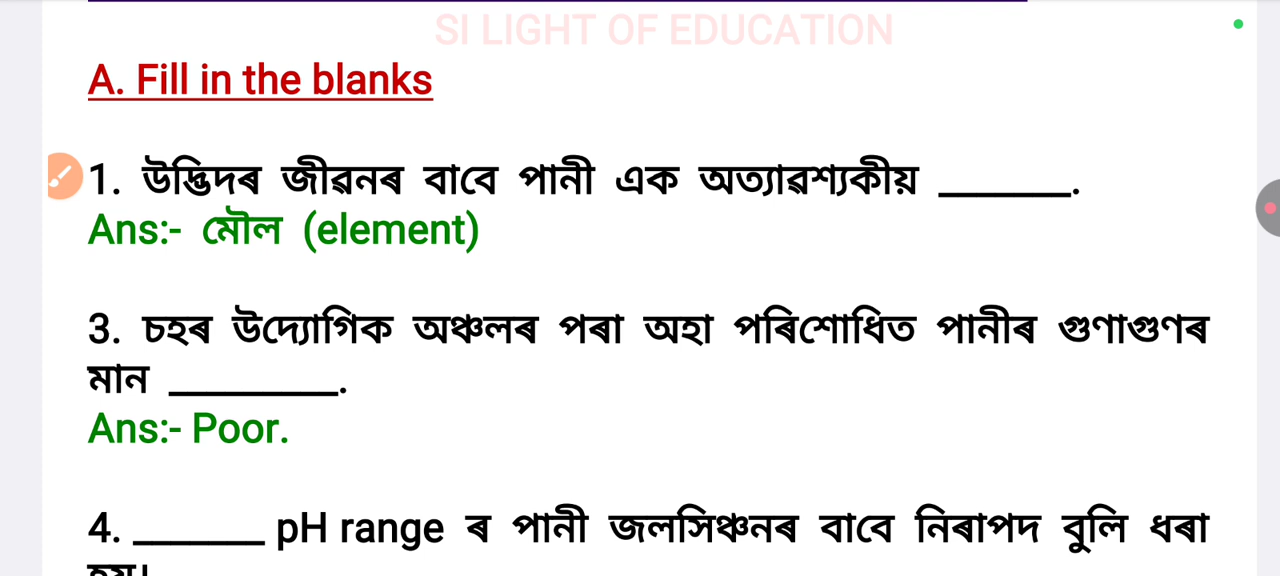 SI LIGHT OF EDUCATION
A. Fill in the blanks
1. উদ্ভিদৰ জীৱনৰ বাবে পানী এক অত্যাৱশ্যকীয় ______.
Ans:- মৌল (element)
3. চহৰ উদ্যোগিক অঞ্চলৰ পৰা অহা পৰিশোধিত পানীৰ গুণাগুণৰ
মান ________.
Ans:- Poor.
4. ______ pH range ৰ পানী জলসিঞ্চনৰ বাবে নিৰাপদ বুলি ধৰা